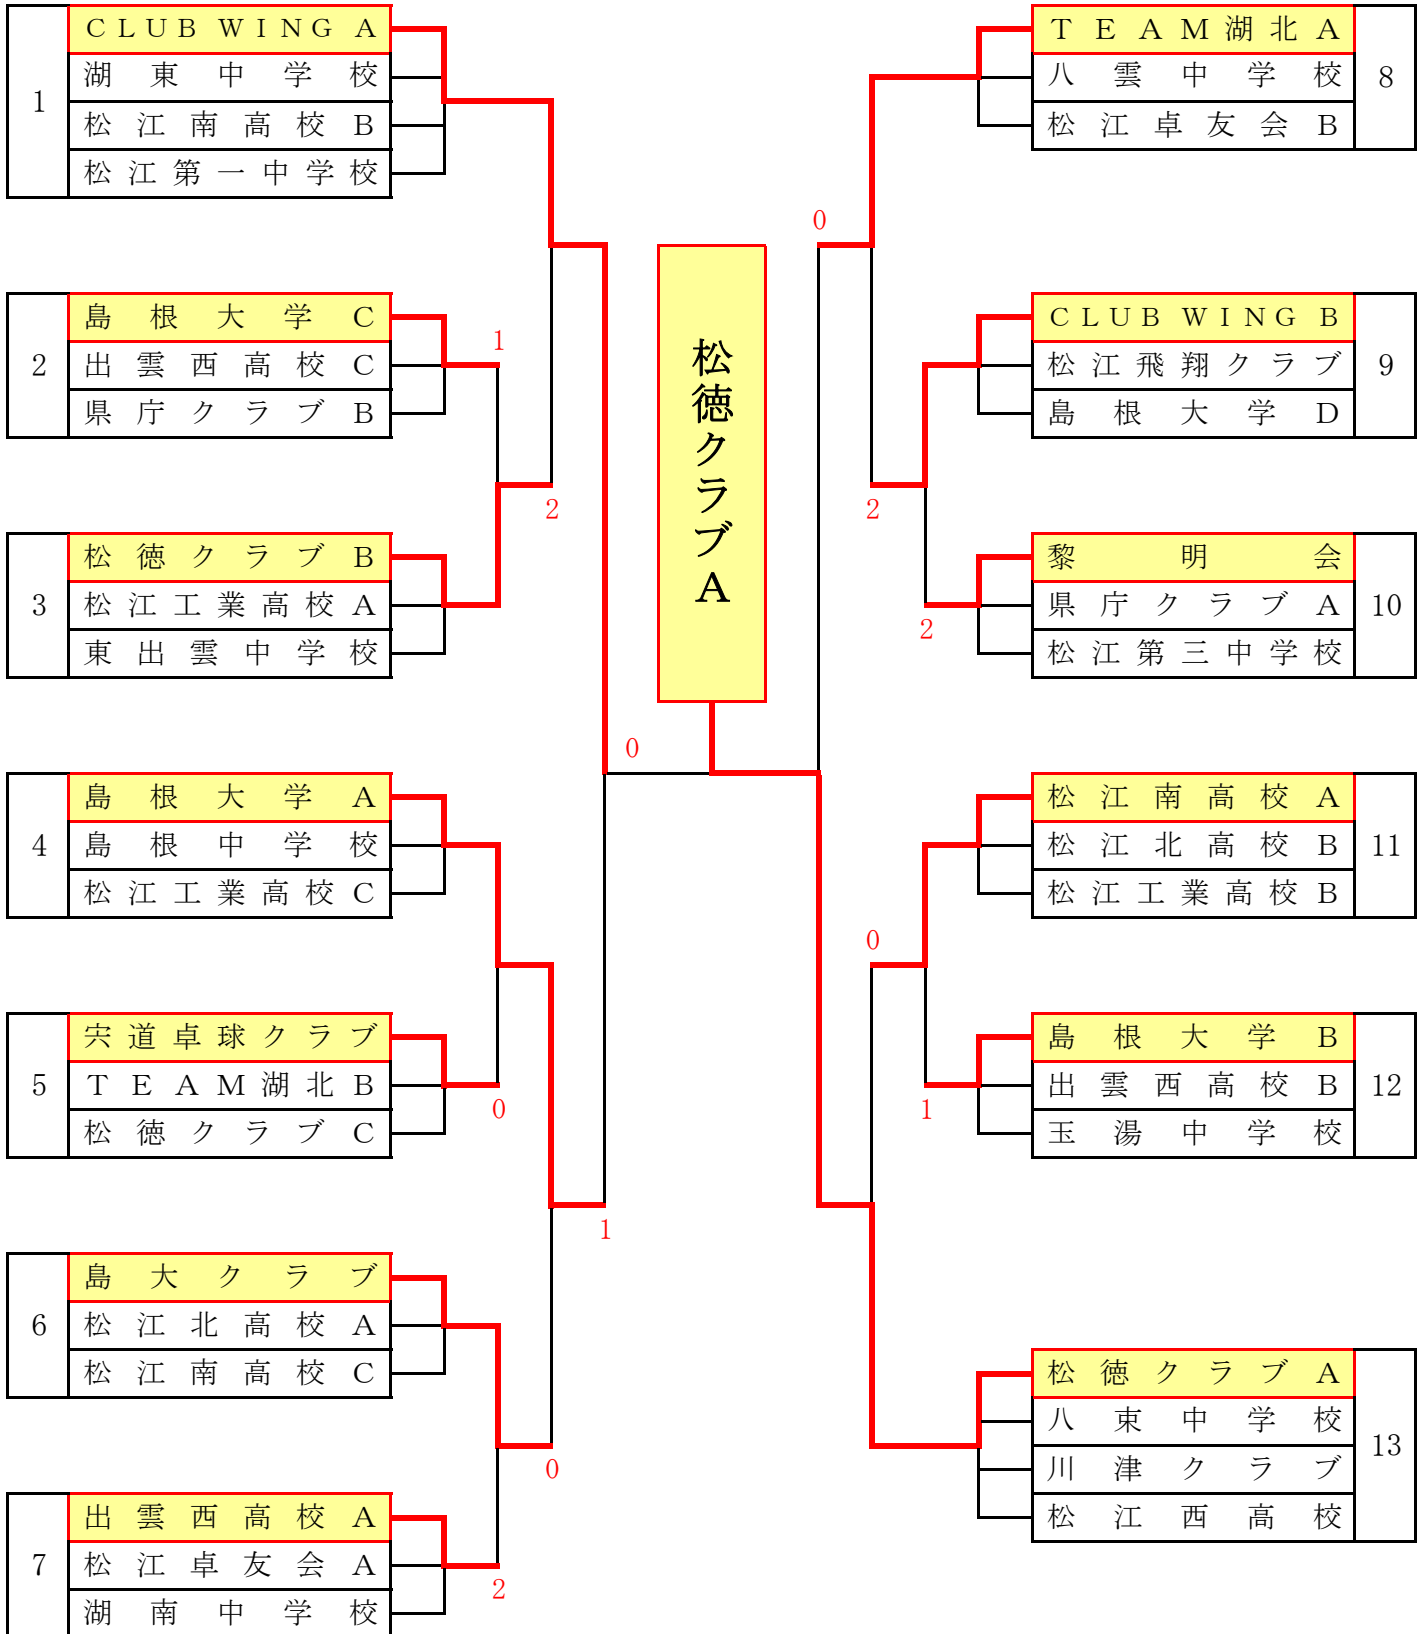 1
CLUB WING A
湖東中学校
松江南高校B
松江第一中学校
2
島根大学C
出雲西高校C
県庁クラブB
1
3
松徳クラブB
松江工業高校A
東出雲中学校
2
4
島根大学A
島根中学校
松江工業高校C
5
宍道卓球クラブ
TEAM湖北B
松徳クラブC
0
6
島大クラブ
松江北高校A
松江南高校C
1
0
7
出雲西高校A
松江卓友会A
湖南中学校
2
松徳クラブA
0
TEAM湖北A
八雲中学校
松江卓友会B
8
0
CLUB WING B
松江飛翔クラブ
島根大学D
9
2
黎明会
県庁クラブA
松江第三中学校
10
2
松江南高校A
松江北高校B
松江工業高校B
11
0
島根大学B
出雲西高校B
玉湯中学校
12
1
松徳クラブA
八束中学校
川津クラブ
松江西高校
13